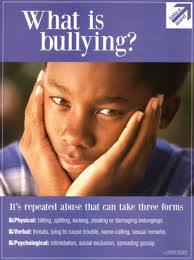 What is
bullying?
It's repeated abuse that can take three forms
Physical: hitting, spitting, kicking, stealing or damaging belongings
Verbal: threats, lying to cause trouble, name-calling, sexual remarks
Psychological: intimidation, social exclusion, spreading gossip